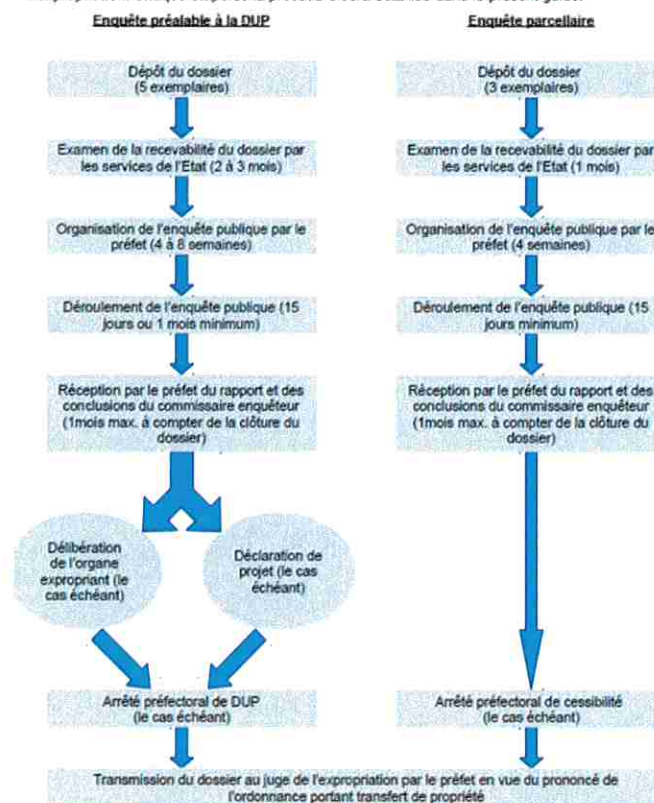 Enquête préalable à la DUP
Dépôt du dossier
(5 exemplaires)
Examen de la recevabilité du dossier par
les services de l'Etat (2 à 3 mois)
Organisation de l'enquête publique par le
préfet (4 à 8 semaines)
Déroulement de l'enquête publique (15
jours ou 1 mois minimum)
Réception par le préfet du rapport et des
conclusions du commissaire enquêteur
(1mois max. à compter de la clôture du
dossier)
Délibération
de l'organe
expropriant (le
cas échéant)
Déclaration de
projet (le cas
échéant)
Arrêté préfectoral de DUP
(le cas échéant)
Enquête parcellaire
Dépôt du dossier
(3 exemplaires)
Examen de la recevabilité du dossier par
les services de l'Etat (1 mois)
Organisation de l'enquête publique par le
préfet (4 semaines)
Déroulement de l'enquête publique (15
jours minimum)
Réception par le préfet du rapport et des
conclusions du commissaire enquêteur
(1mois max. à compter de la clôture du
dossier)
Arrêté préfectoral de cessibilité
(le cas échéant)
Transmission du dossier au juge de l'expropriation par le préfet en vue du prononcé de
l'ordonnance portant transfert de propriété